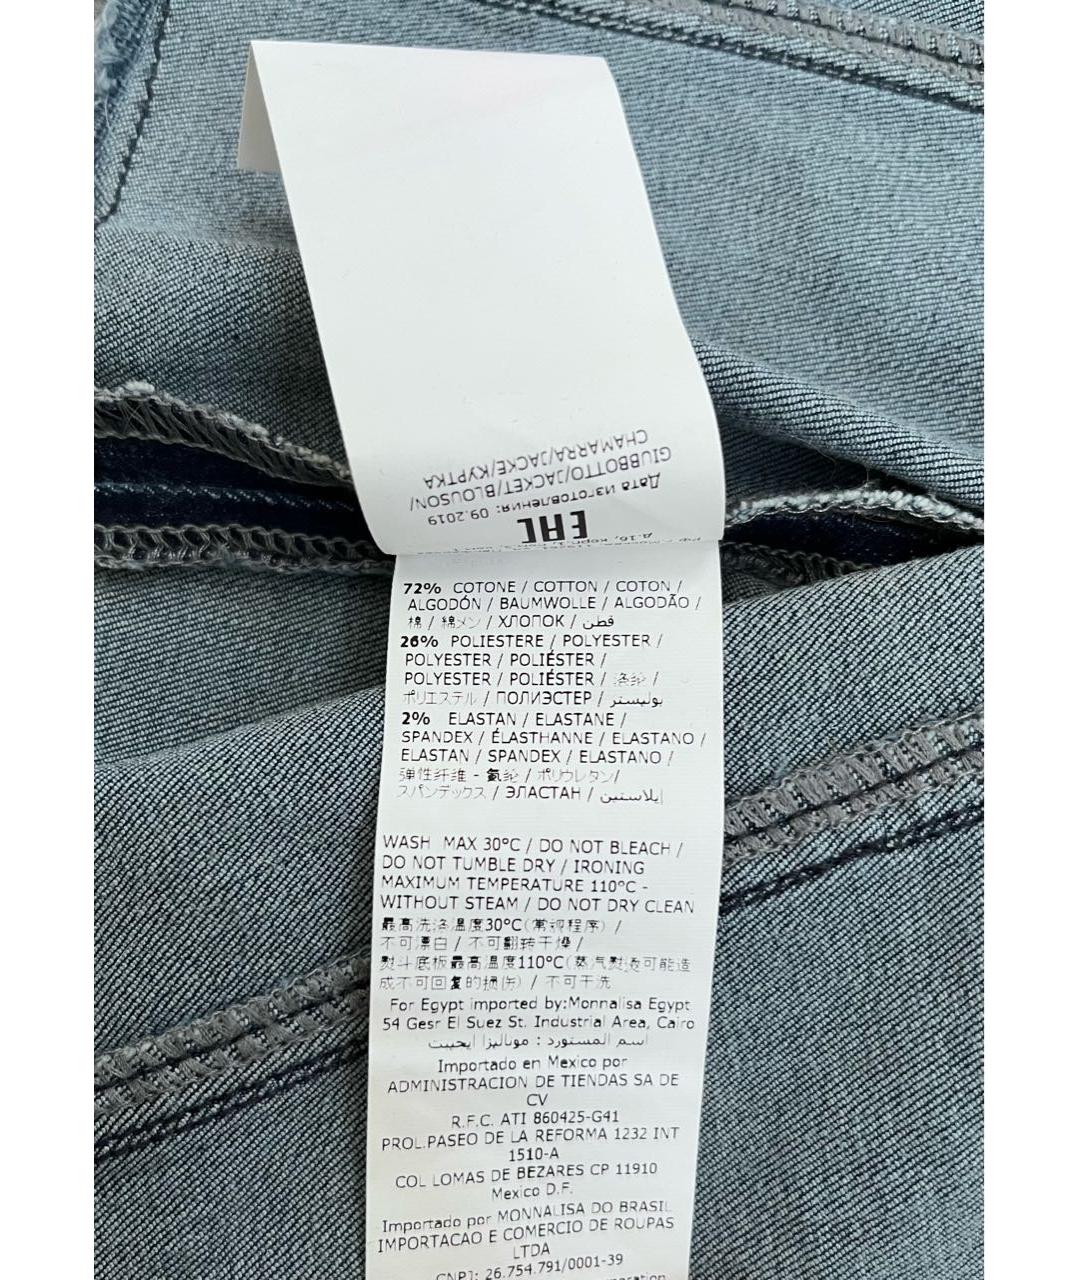 CHAMARRA/JACKE/КУРТКА
GIUBBOTTO/JACKET/BLOUSON/
Дата изготовления: 09.2019
EAC
72% COTONE / COTTON / COTON /
ALGODÓN / BAUMWOLLE / ALGODÃO /
棉 / 綿メン / ХЛОПОК / قطن
26% POLIESTERE / POLYESTER /
POLYESTER / POLIÉSTER /
POLYESTER / POLIÉSTER / 涤纶 /
ポリエステル / ПОЛИЭСТЕР / بوليستر
2% ELASTAN / ELASTANE /
SPANDEX / ÉLASTHANNE / ELASTANO /
ELASTAN / SPANDEX / ELASTANO /
弹性纤维 - 氨纶 / ポリウレタン/
スパンデックス / ЭЛАСТАН / إيلاستين
WASH MAX 30°C / DO NOT BLEACH /
DO NOT TUMBLE DRY / IRONING
MAXIMUM TEMPERATURE 110°C -
WITHOUT STEAM / DO NOT DRY CLEAN
最高洗涤温度30°C(常规程序) /
不可漂白 / 不可翻转干燥 /
熨斗底板最高温度110°C(蒸汽熨烫可能造
成不可回复的损伤) / 不可干洗
For Egypt imported by:Monnalisa Egypt
54 Gesr El Suez St. Industrial Area, Cairo
اسم المستورد : موناليزا ايجيبت
Importado en Mexico por
ADMINISTRACION DE TIENDAS SA DE
CV
R.F.C. ATI 860425-G41
PROL.PASEO DE LA REFORMA 1232 INT
1510-A
COL LOMAS DE BEZARES CP 11910
Mexico D.F.
Importado por MONNALISA DO BRASIL
IMPORTACAO E COMERCIO DE ROUPAS
LTDA
CNPJ: 26.754.791/0001-39